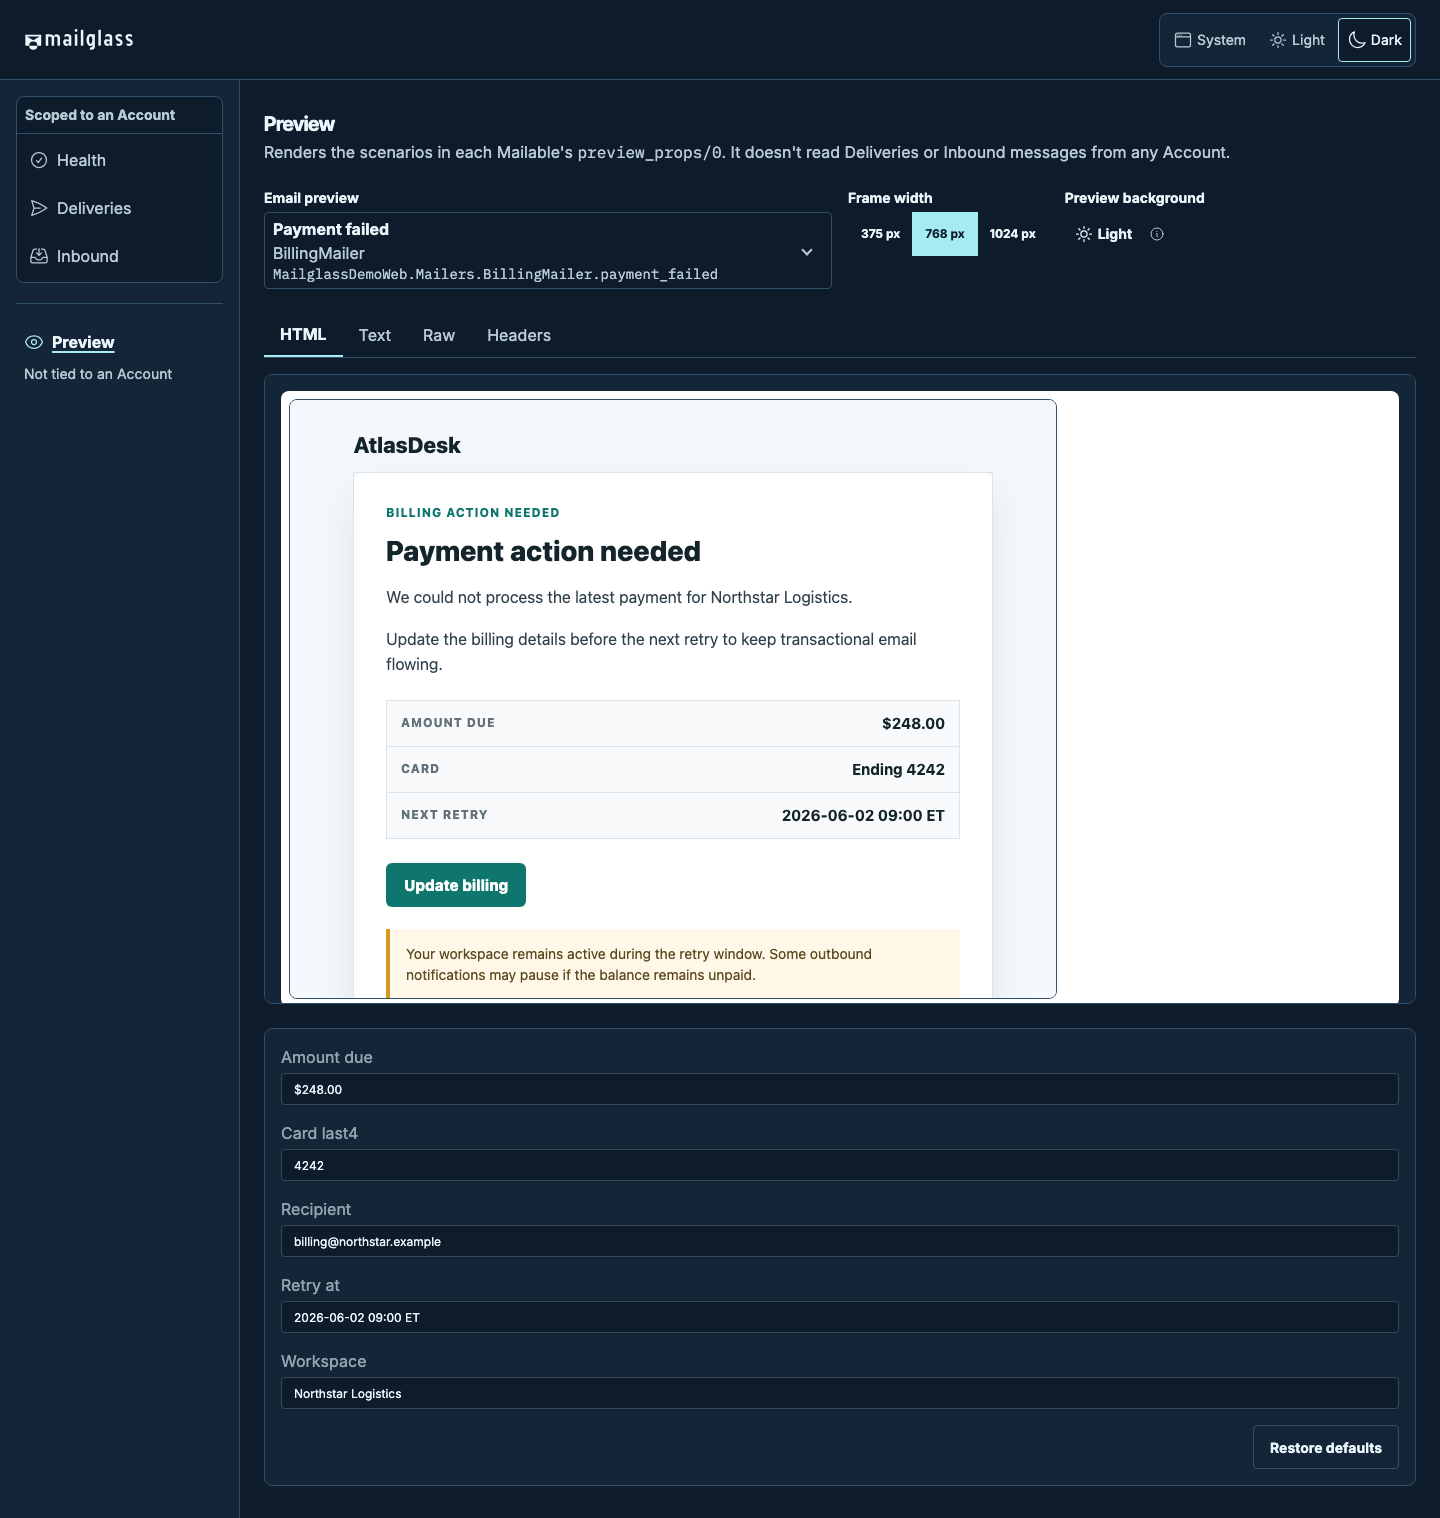 mailglass
System
Light
Dark
Scoped to an Account
Health
Deliveries
Inbound
Preview
Not tied to an Account
Preview
Renders the scenarios in each Mailable's preview_props/0. It doesn't read Deliveries or Inbound messages from any Account.
Email preview
Payment failed
BillingMailer
MailglassDemoWeb.Mailers.BillingMailer.payment_failed
Frame width
375 px
768 px
1024 px
Preview background
Light
HTML
Text
Raw
Headers
AtlasDesk
BILLING ACTION NEEDED
Payment action needed
We could not process the latest payment for Northstar Logistics.
Update the billing details before the next retry to keep transactional email
flowing.
AMOUNT DUE
$248.00
CARD
Ending 4242
NEXT RETRY
2026-06-02 09:00 ET
Update billing
Your workspace remains active during the retry window. Some outbound
notifications may pause if the balance remains unpaid.
Amount due
$248.00
Card last4
4242
Recipient
billing@northstar.example
Retry at
2026-06-02 09:00 ET
Workspace
Northstar Logistics
Restore defaults